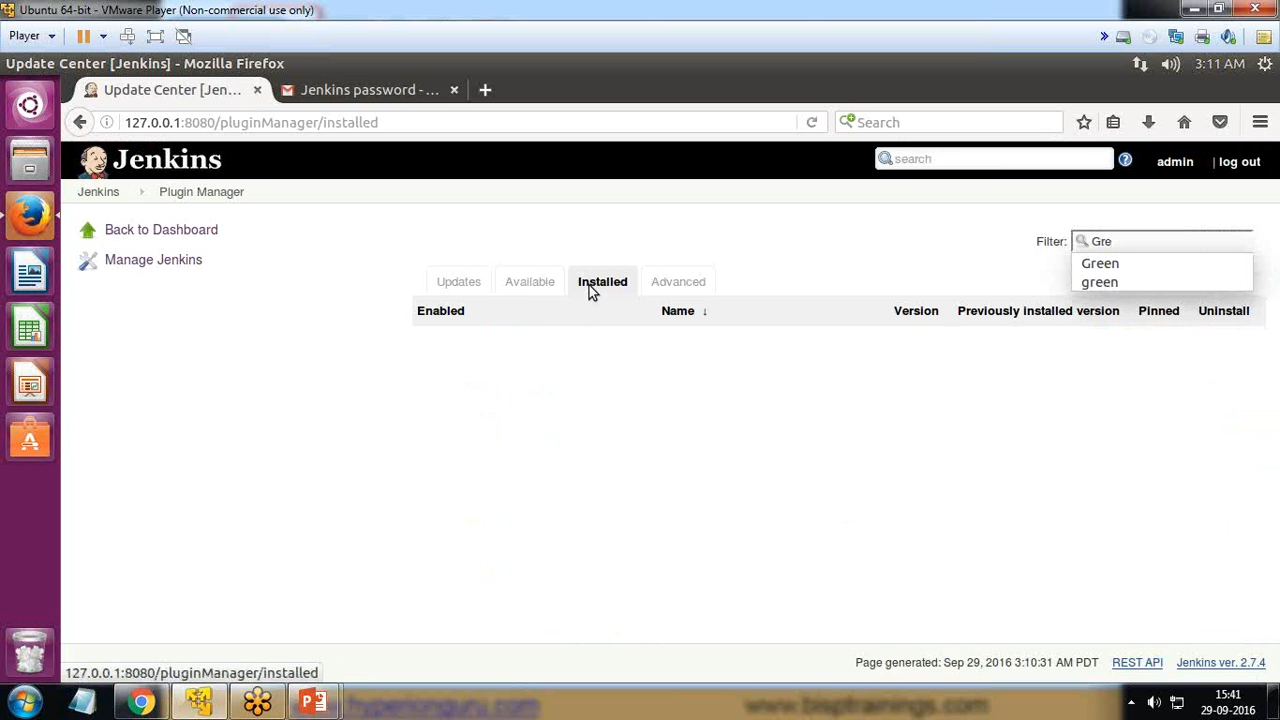 Ubuntu 64-bit - VMware Player (Non-commercial use only)
Player
Update Center [Jenkins] - Mozilla Firefox
3:11 AM
Update Center [Jen...
Jenkins password - ...
127.0.0.1:8080/pluginManager/installed
Search
Jenkins
search
admin
| log out
Jenkins
Plugin Manager
Back to Dashboard
Manage Jenkins
Filter:
Gre
Green
green
Updates
Available
Installed
Advanced
Enabled
Name ↓
Version
Previously installed version
Pinned
Uninstall
127.0.0.1:8080/pluginManager/installed
Page generated: Sep 29, 2016 3:10:31 AM PDT
REST API
Jenkins ver. 2.7.4
www.bisptrainings.com
15:41
29-09-2016